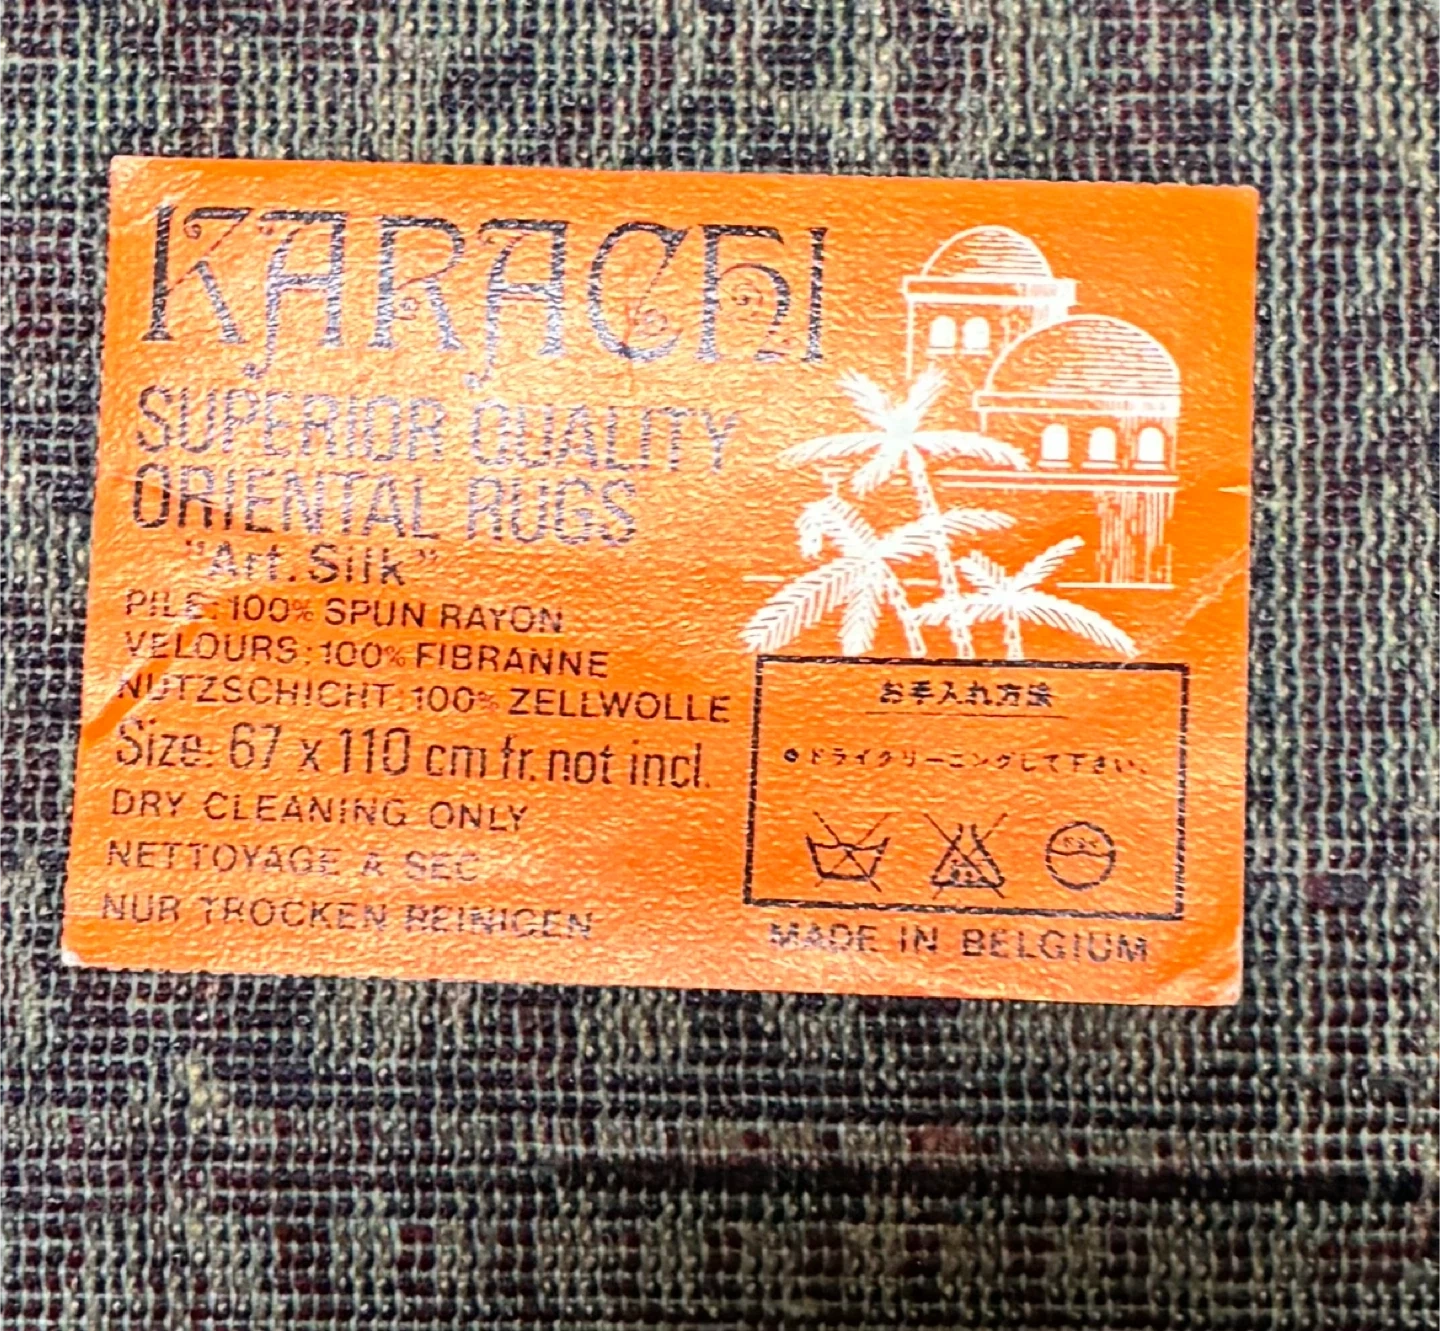 KARACHI
SUPERIOR QUALITY
ORIENTAL RUGS
"Art. Silk"
PILE: 100% SPUN RAYON
VELOURS: 100% FIBRANNE
NUTZSCHICHT: 100% ZELLWOLLE
Size: 67 x 110 cm fr. not incl.
DRY CLEANING ONLY
NETTOYAGE A SEC
NUR TROCKEN REINIGEN
お手入れ方法
ドライクリーニングして下さい。
MADE IN BELGIUM